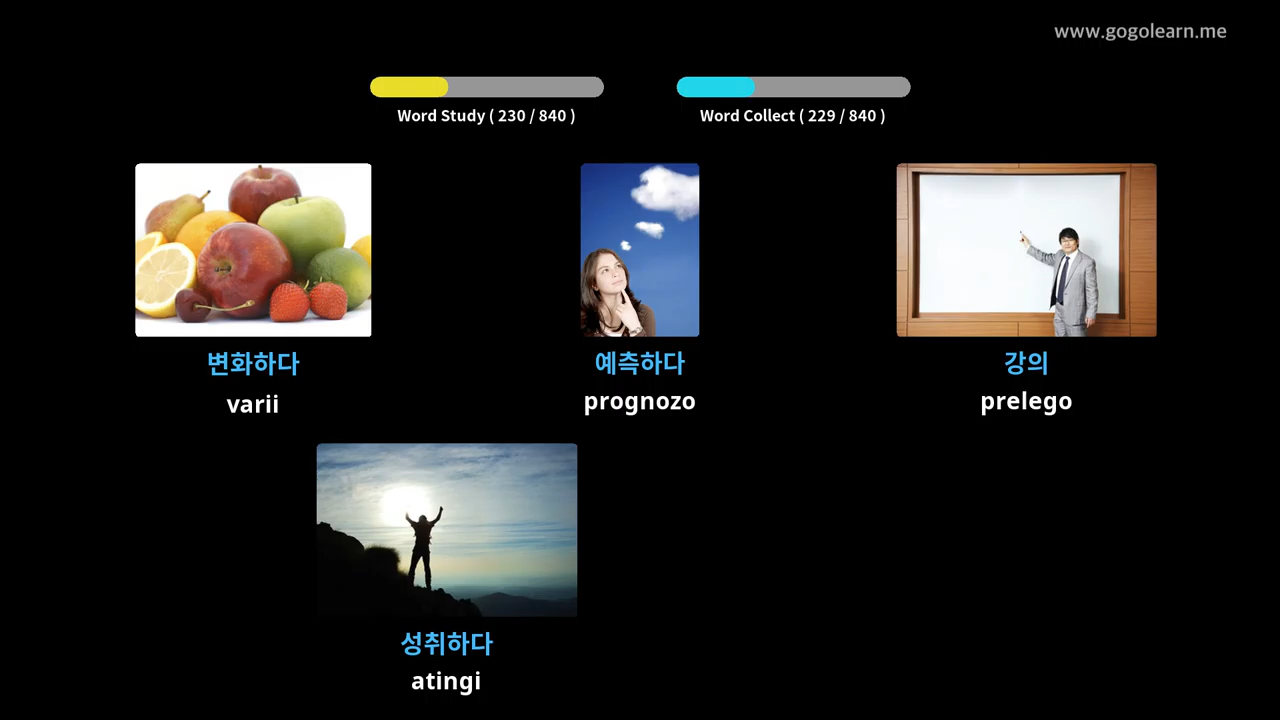 www.gogolearn.me
Word Study ( 230 / 840 )
Word Collect ( 229 / 840 )
변화하다
varii
예측하다
prognozo
강의
prelego
성취하다
atingi